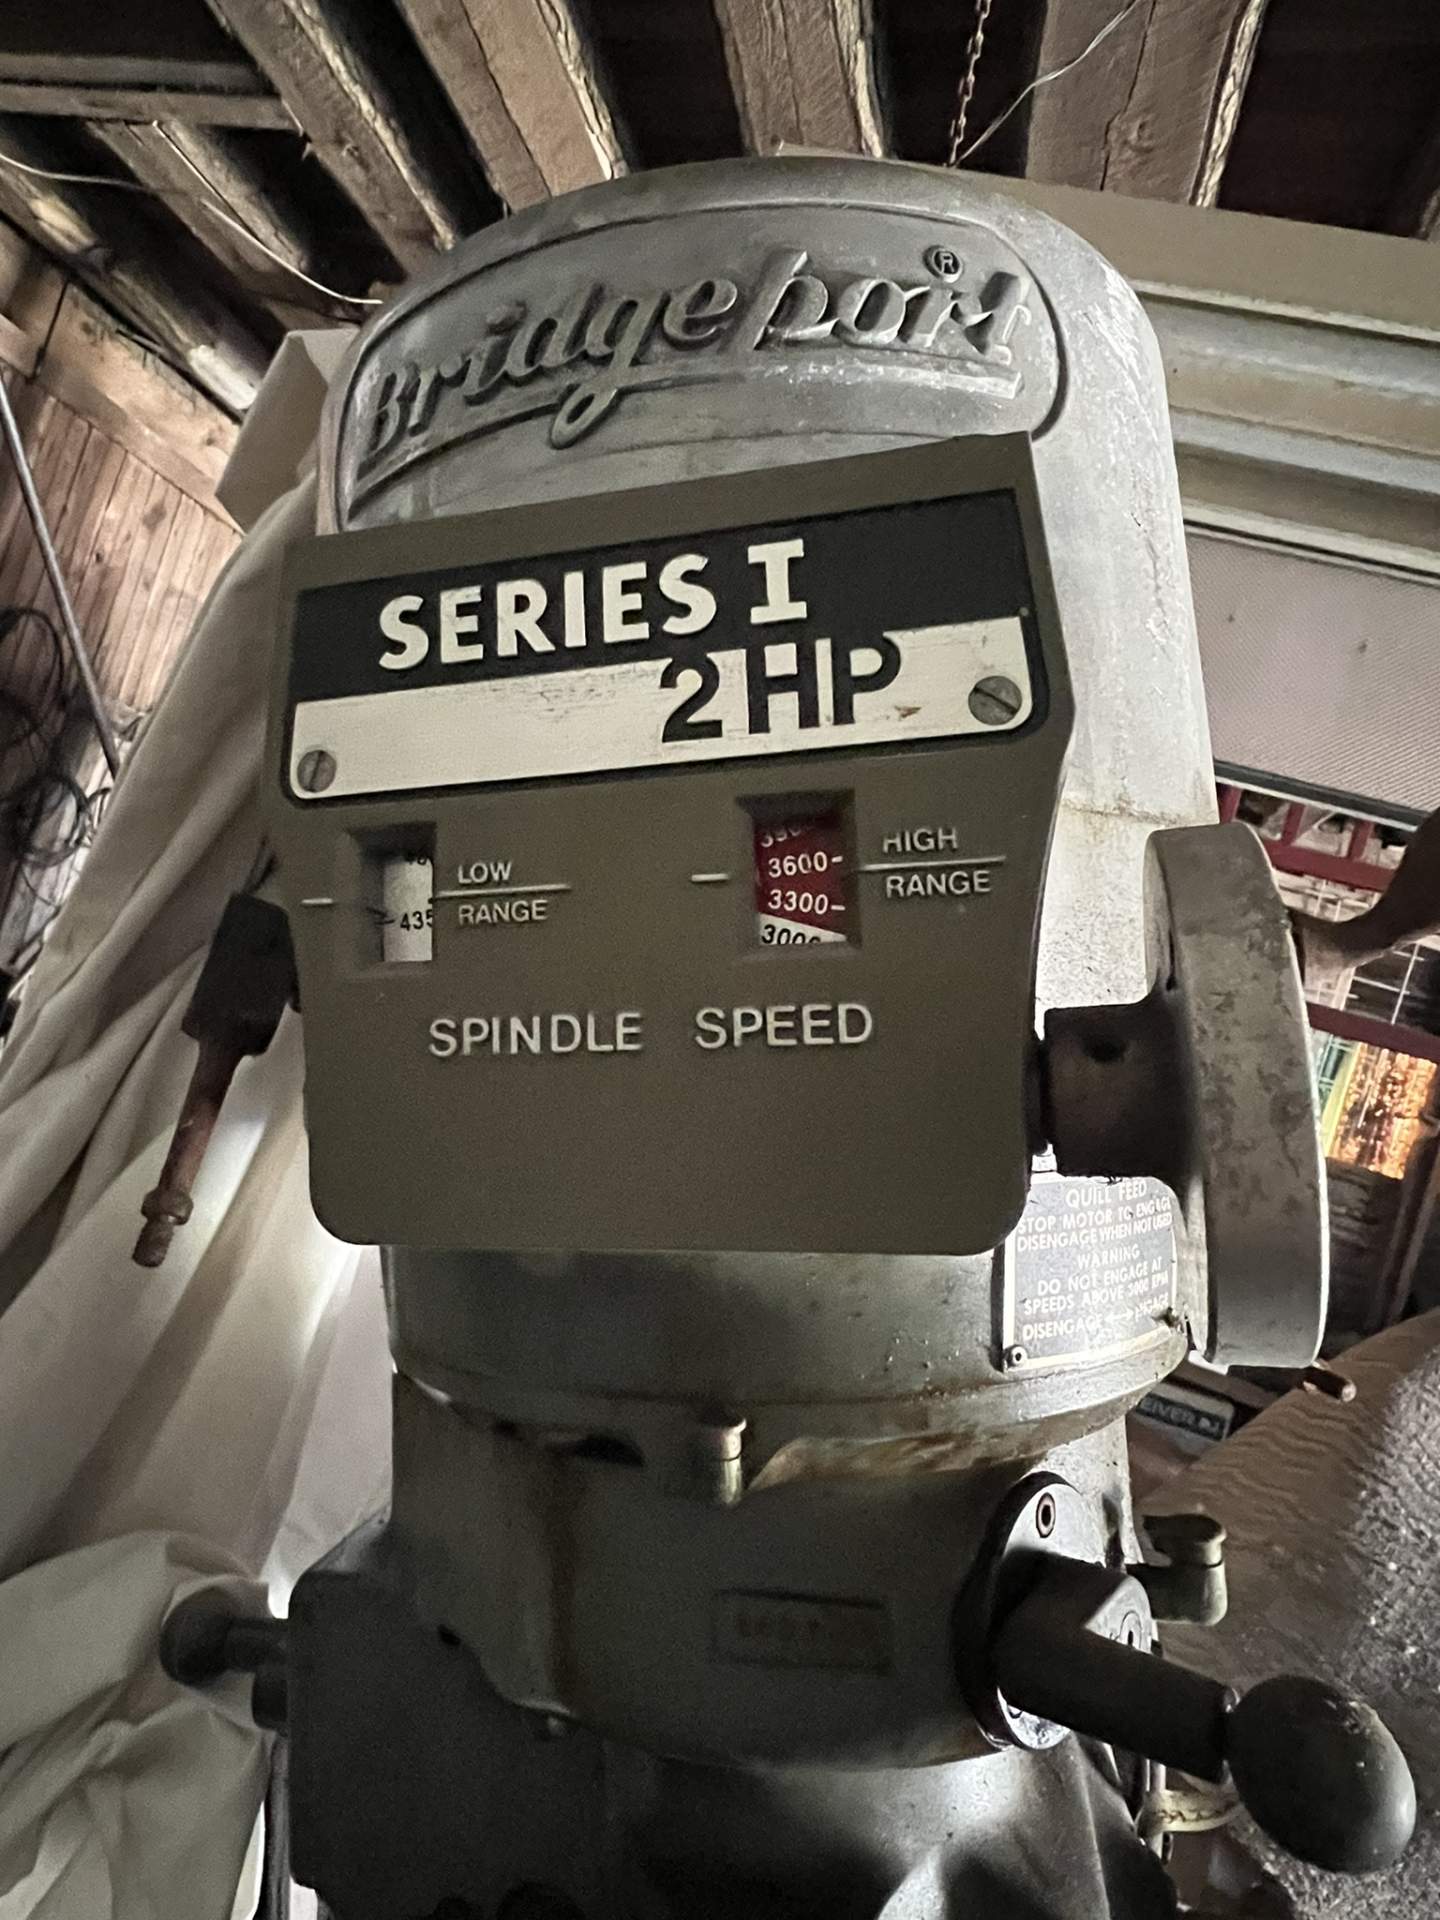 Bridgeport ®
SERIES I
2HP
LOW
RANGE
435
3600
3300
HIGH
RANGE
SPINDLE SPEED
QUILL FEED
STOP MOTOR TO ENGAGE
DISENGAGE WHEN NOT USED
WARNING
DO NOT ENGAGE AT
SPEEDS ABOVE 3000 RPM
DISENGAGE ENGAGE